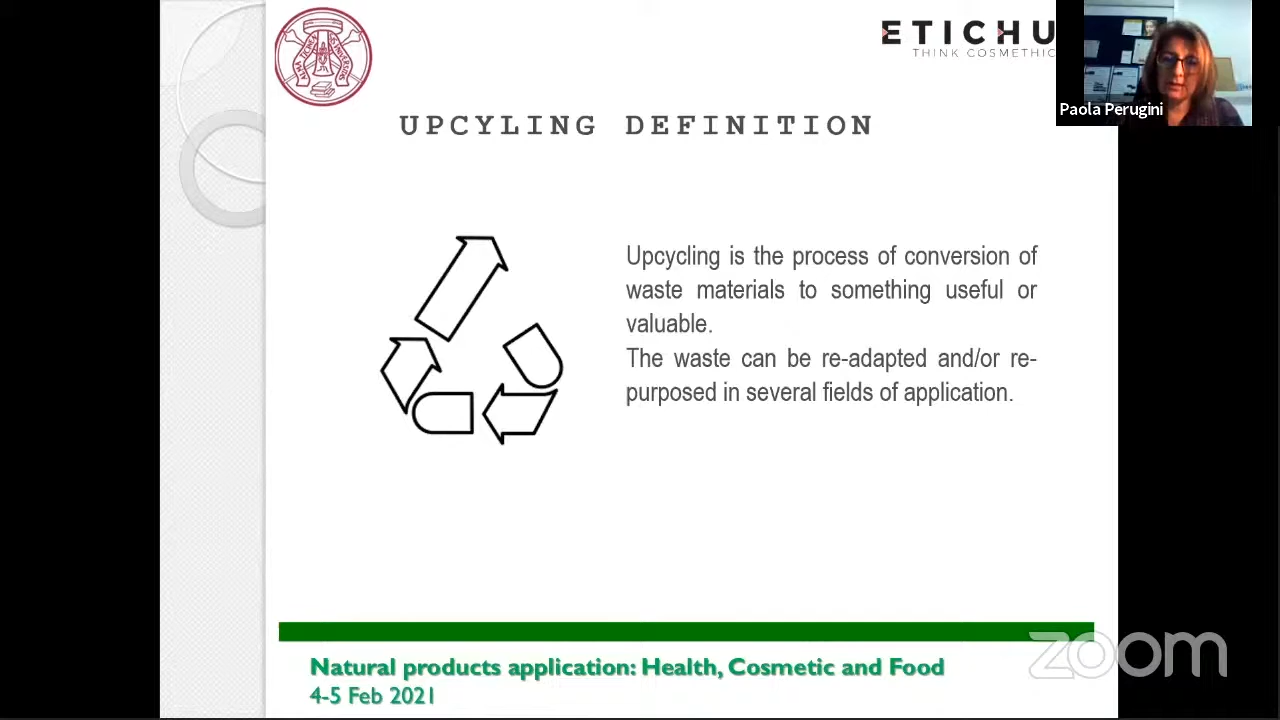 ETICHU
THINK COSMETHIC
Paola Perugini
UPCYLING DEFINITION
Upcycling is the process of conversion of
waste materials to something useful or
valuable.
The waste can be re-adapted and/or re-
purposed in several fields of application.
Natural products application: Health, Cosmetic and Food
4-5 Feb 2021
zoom